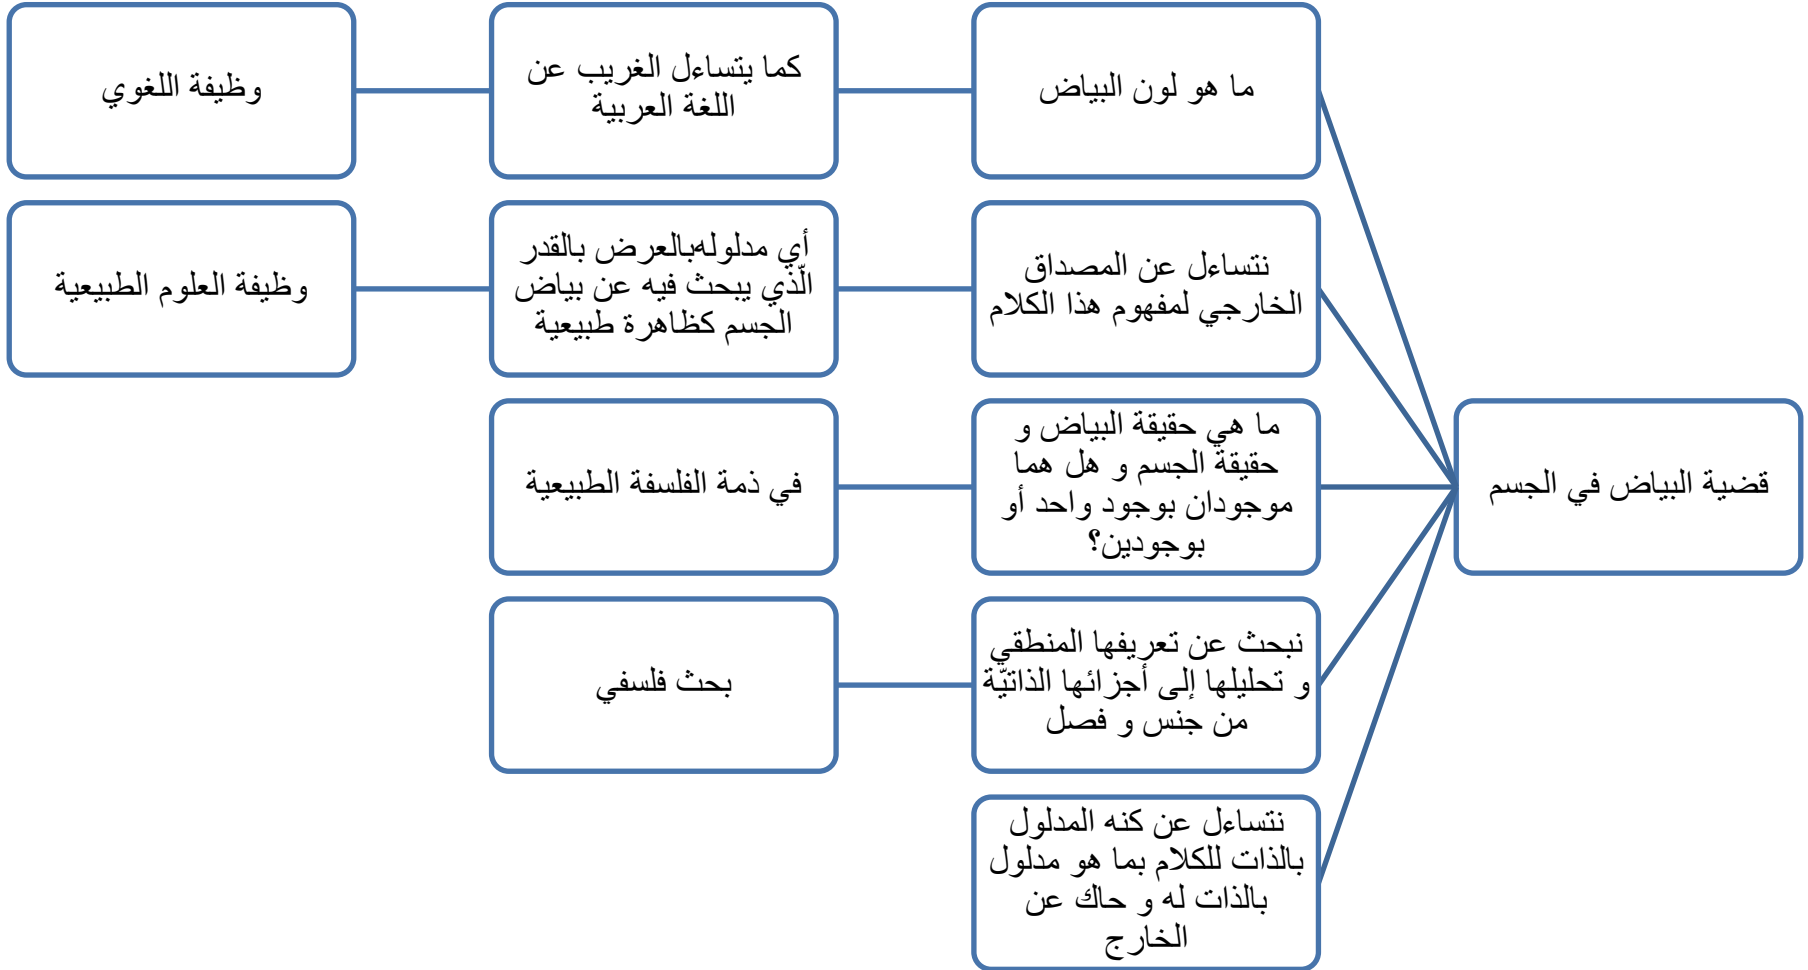 قضية البياض في الجسم
ما هو لون البياض
كما يتساءل الغريب عن
اللغة العربية
وظيفة اللغوي
نتساءل عن المصداق
الخارجي لمفهوم هذا الكلام
أي مدلولهبالعرض بالقدر
الّذي يبحث فيه عن بياض
الجسم كظاهرة طبيعية
وظيفة العلوم الطبيعية
ما هي حقيقة البياض و
حقيقة الجسم و هل هما
موجودان بوجود واحد أو
بوجودين؟
في ذمة الفلسفة الطبيعية
نبحث عن تعريفها المنطقي
و تحليلها إلى أجزائها الذاتيّة
من جنس و فصل
بحث فلسفي
نتساءل عن كنه المدلول
بالذات للكلام بما هو مدلول
بالذات له و حاك عن
الخارج